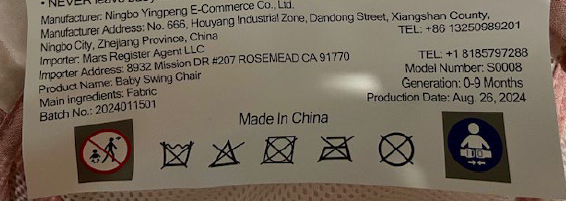 • NEVER leave baby
Manufacturer: Ningbo Yingpeng E-Commerce Co., Ltd.
Manufacturer Address: No. 666, Houyang Industrial Zone, Dandong Street, Xiangshan County,
Ningbo City, Zhejiang Province, China TEL: +86 13250989201
Importer: Mars Register Agent LLC
Importer Address: 8932 Mission DR #207 ROSEMEAD CA 91770 TEL: +1 8185797288
Product Name: Baby Swing Chair Model Number: S0008
Main ingredients: Fabric Generation: 0-9 Months
Batch No.: 2024011501 Production Date: Aug. 26, 2024
Made In China